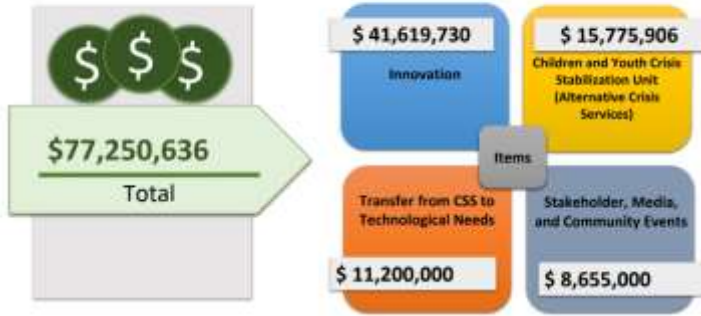 $ $ $
$77,250,636
Total
$ 41,619,730
Innovation
$ 15,775,906
Children and Youth Crisis
Stabilization Unit
(Alternative Crisis
Services)
Items
Transfer from CSS to
Technological Needs
$ 11,200,000
Stakeholder, Media,
and Community Events
$ 8,655,000